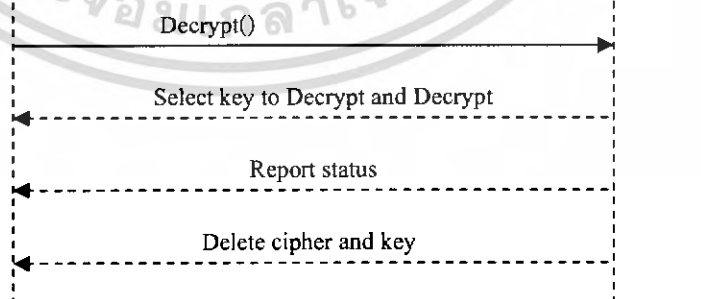 Decrypt()
Select key to Decrypt and Decrypt
Report status
Delete cipher and key